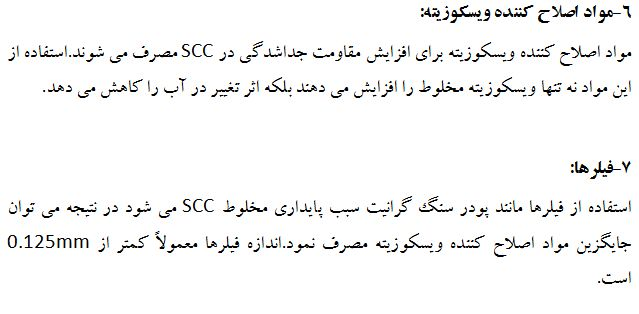 ۶-مواد اصلاح کننده ویسکوزیته:
مواد اصلاح کننده ویسکوزیته برای افزایش مقاومت جداشدگی در SCC مصرف می شوند.استفاده از
این مواد نه تنها ویسکوزیته مخلوط را افزایش می دهند بلکه اثر تغییر در آب را کاهش می دهد.
۷-فیلرها:
استفاده از فیلرها مانند پودر سنگ گرانیت سبب پایداری مخلوط SCC می شود در نتیجه می توان
جایگزین مواد اصلاح کننده ویسکوزیته مصرف نمود.اندازه فیلرها معمولاً کمتر از 0.125mm
است.